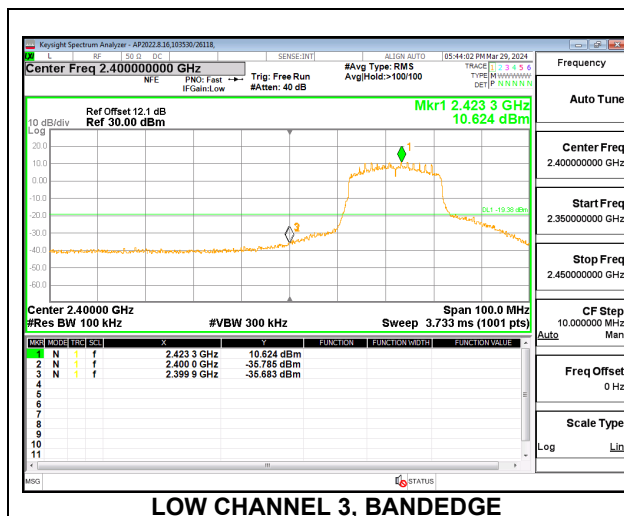 Keysight Spectrum Analyzer - AP2022.8.16,103530/26118,
L RF 50 Ω DC SENSE:INT ALIGN AUTO 05:44:02 PM Mar 29, 2024
Center Freq 2.400000000 GHz
NFE PNO: Fast Trig: Free Run
IFGain:Low #Atten: 40 dB
#Avg Type: RMS
Avg|Hold:>100/100
TRACE 1 2 3 4 5 6
TYPE M WWWWW
DET P N N N N N
Frequency
Auto Tune
Center Freq
2.400000000 GHz
Start Freq
2.350000000 GHz
Stop Freq
2.450000000 GHz
CF Step
10.000000 MHz
Auto Man
Freq Offset
0 Hz
Scale Type
Log Lin
Mkr1 2.423 3 GHz
10.624 dBm
Ref Offset 12.1 dB
10 dB/div Ref 30.00 dBm
Log
20.0
10.0
0.00
-10.0
-20.0
-30.0
-40.0
-50.0
-60.0
1
3
DL1 -19.38 dBm
Center 2.40000 GHz Span 100.0 MHz
#Res BW 100 kHz #VBW 300 kHz Sweep 3.733 ms (1001 pts)
MKR MODE TRC SCL X Y FUNCTION FUNCTION WIDTH FUNCTION VALUE
1 N 1 f 2.423 3 GHz 10.624 dBm
2 N 1 f 2.400 0 GHz -35.785 dBm
3 N 1 f 2.399 9 GHz -35.683 dBm
4
5
6
7
8
9
10
11
MSG STATUS
LOW CHANNEL 3, BANDEDGE